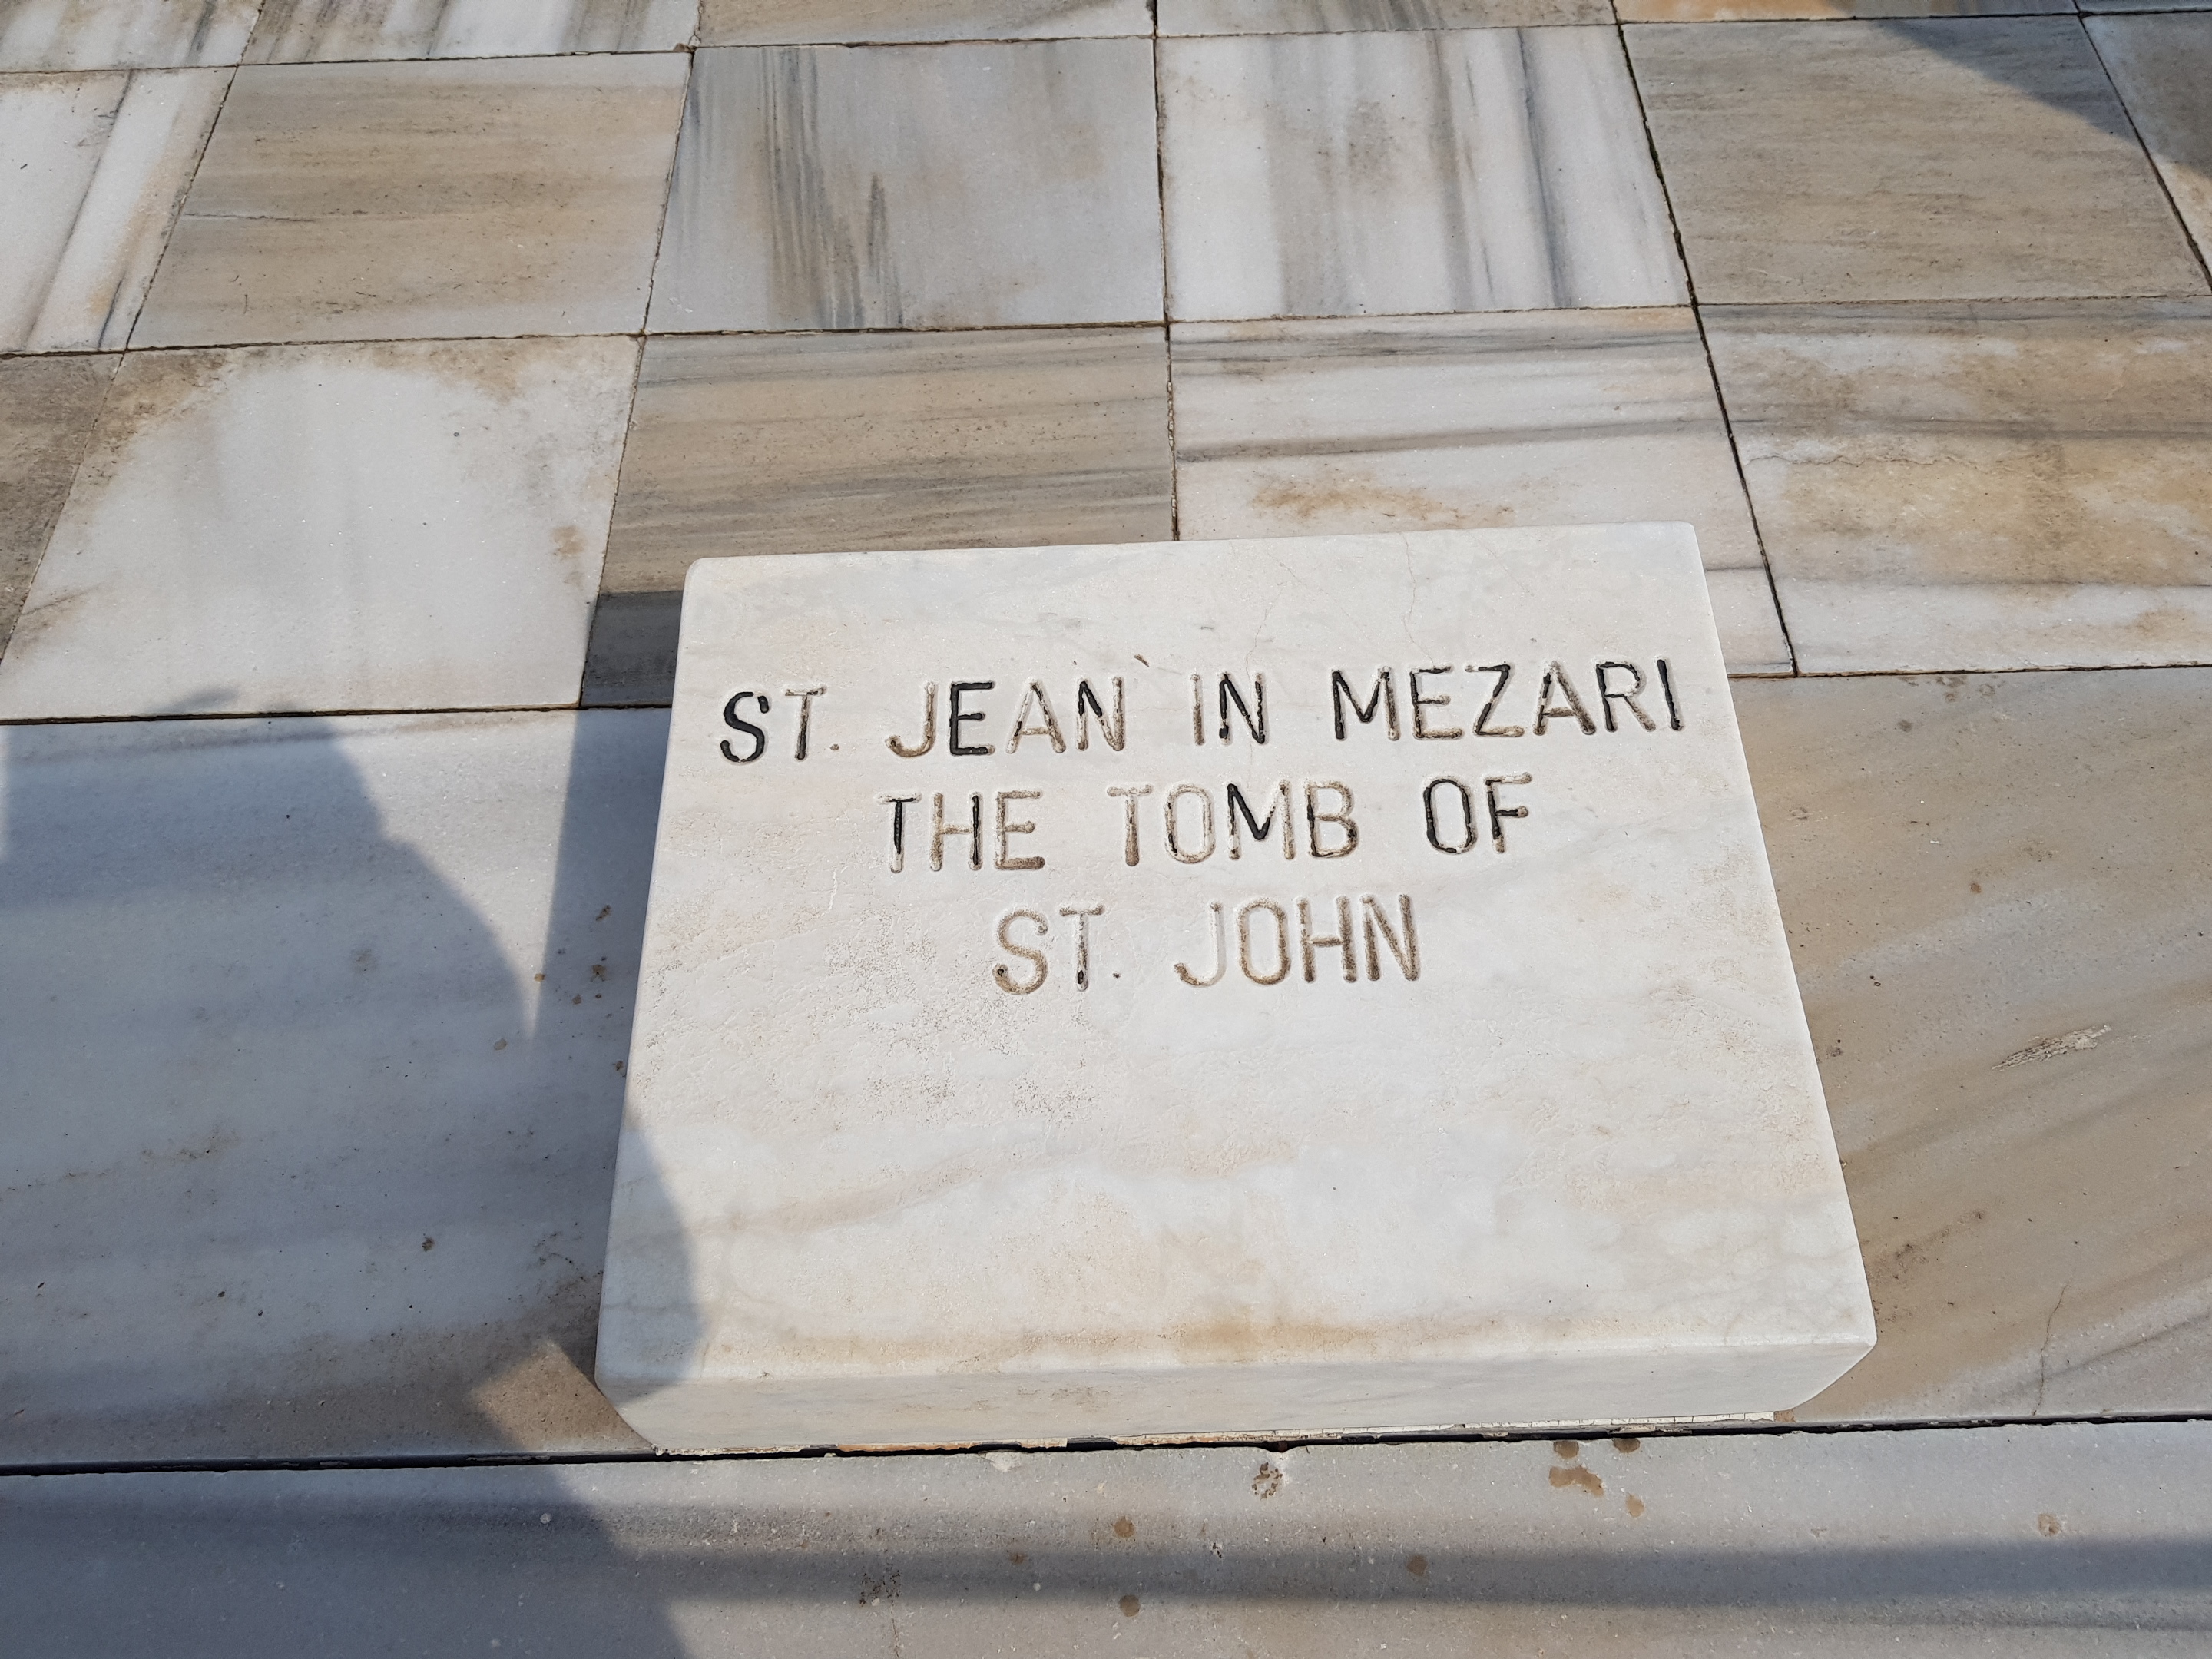 ST. JEAN IN MEZARI
THE TOMB OF
ST. JOHN